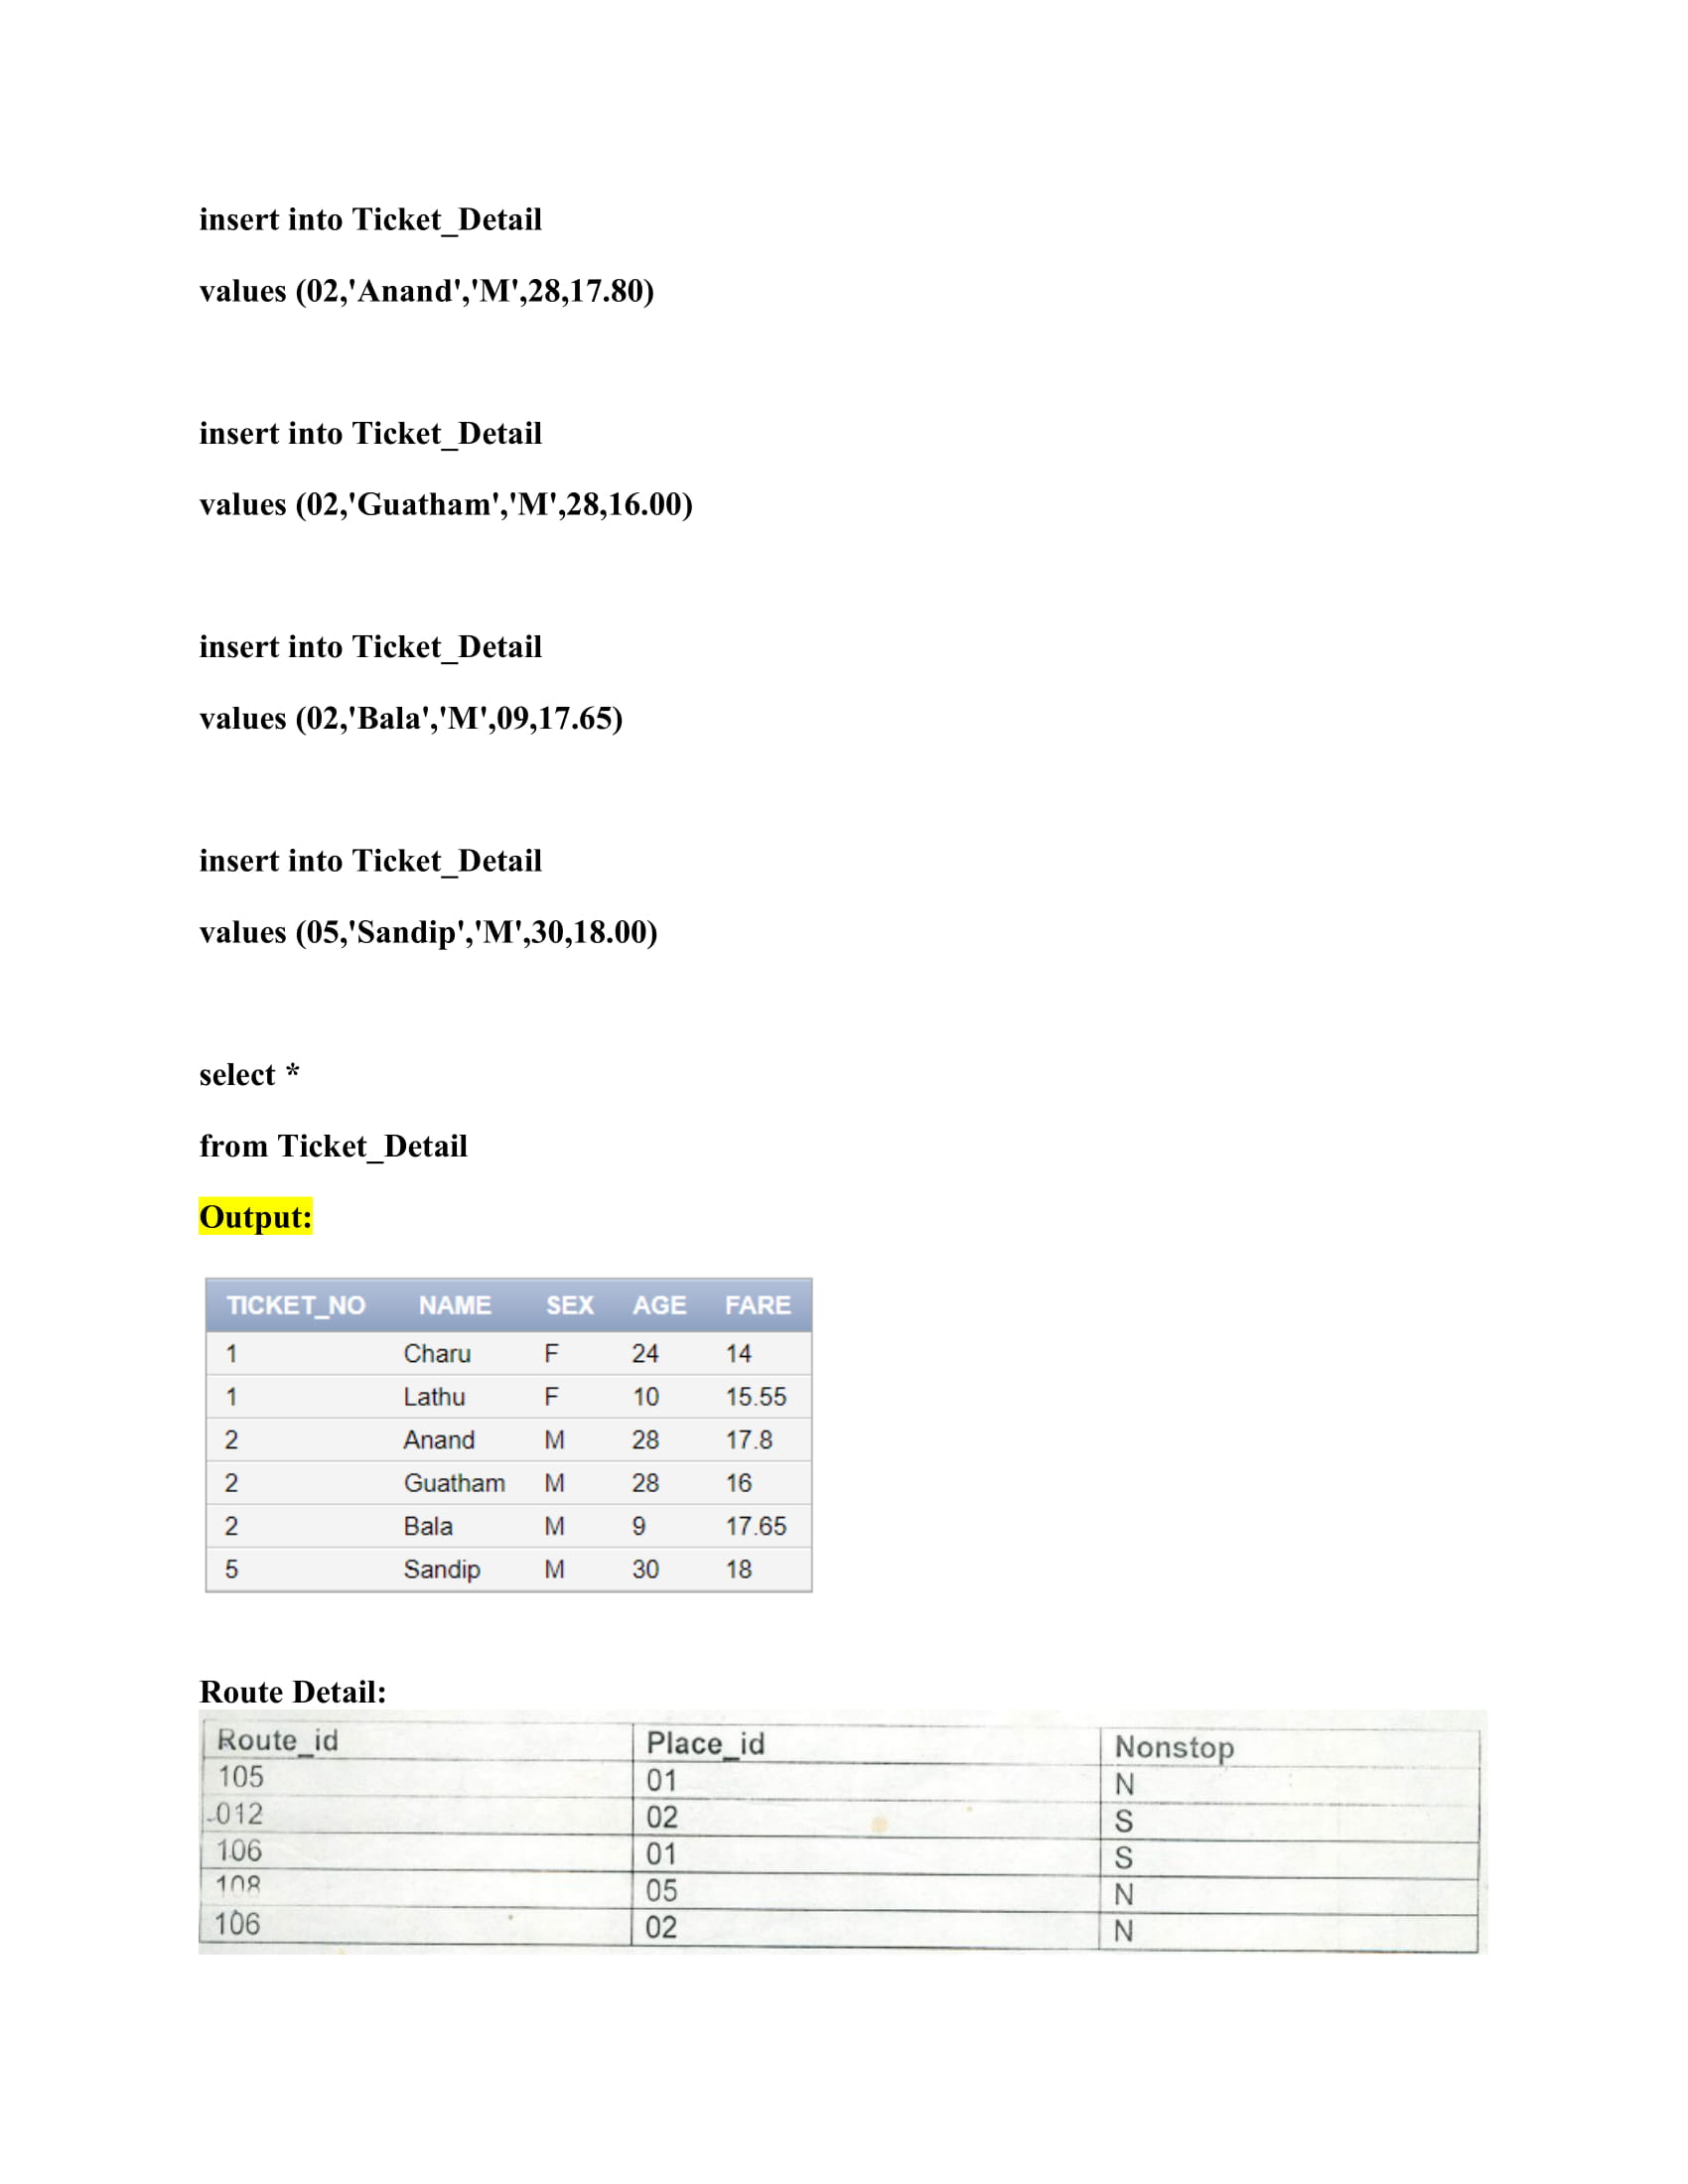 insert into Ticket_Detail
values (02,'Anand','M',28,17.80)
insert into Ticket_Detail
values (02,'Guatham','M',28,16.00)
insert into Ticket_Detail
values (02,'Bala','M',09,17.65)
insert into Ticket_Detail
values (05,'Sandip','M',30,18.00)
select *
from Ticket_Detail
Output:
TICKET_NO NAME SEX AGE FARE
1 Charu F 24 14
1 Lathu F 10 15.55
2 Anand M 28 17.8
2 Guatham M 28 16
2 Bala M 9 17.65
5 Sandip M 30 18
Route Detail:
Route_id Place_id Nonstop
105 01 N
012 02 S
106 01 S
108 05 N
106 02 N